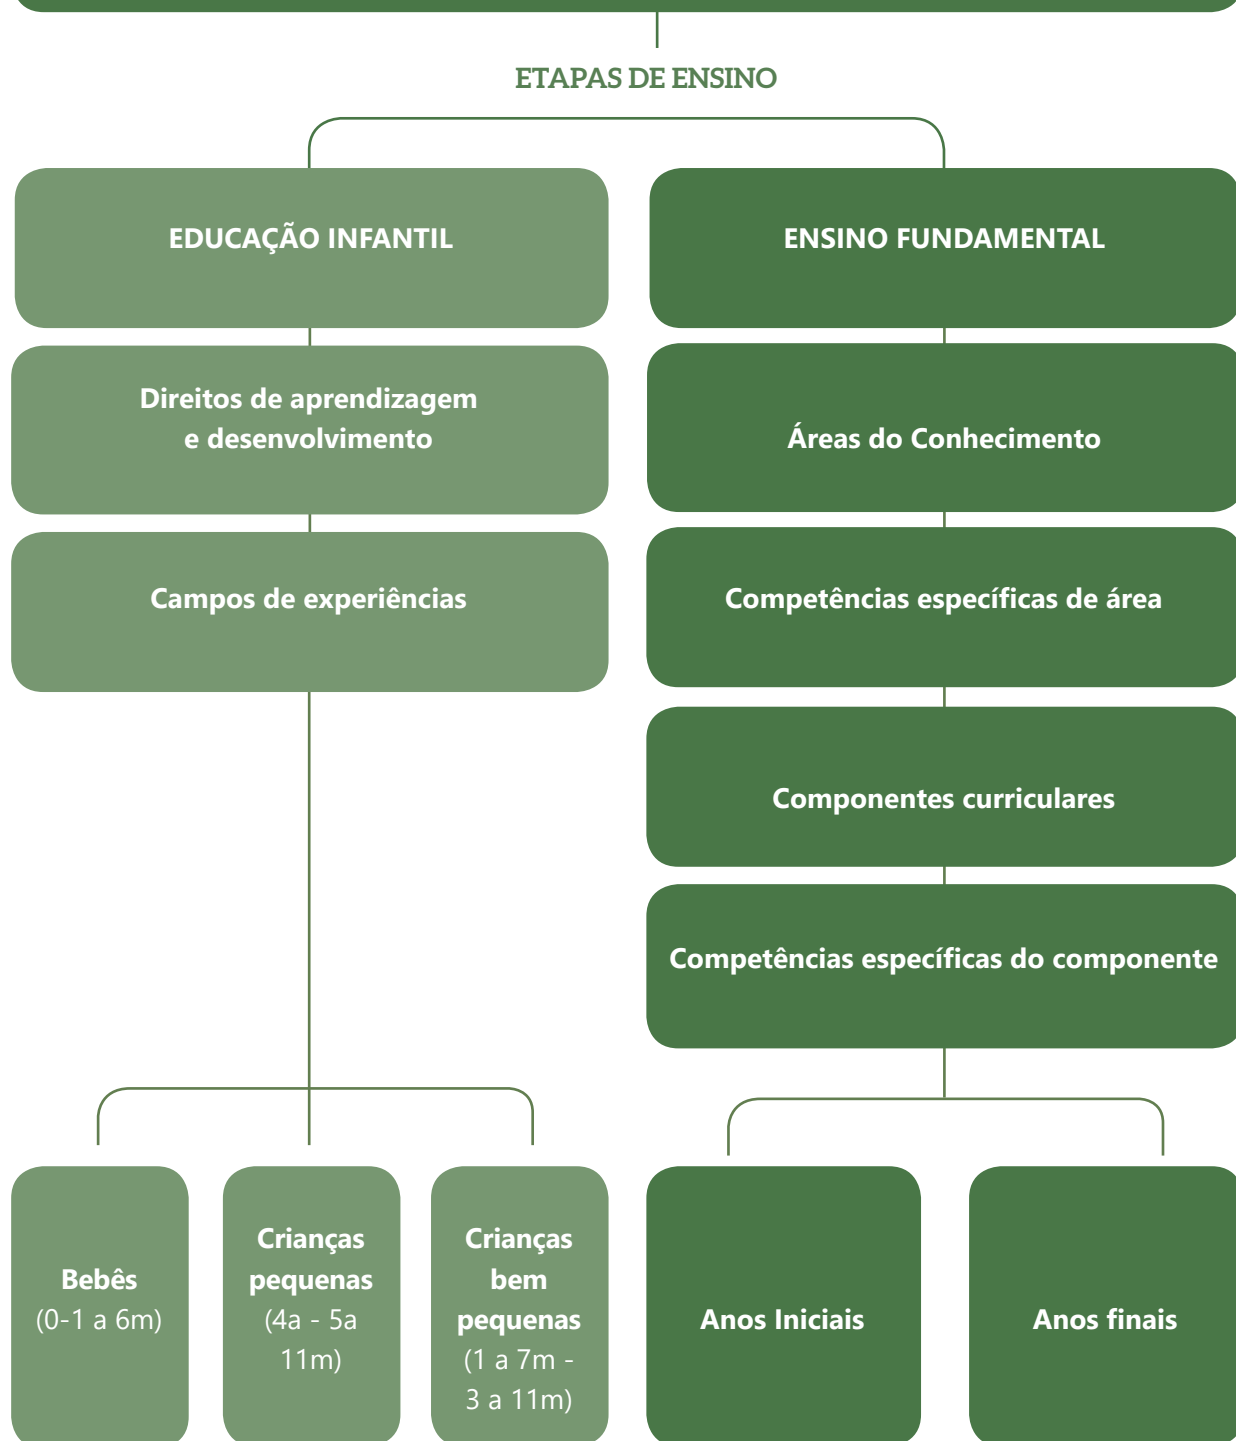 ETAPAS DE ENSINO
EDUCAÇÃO INFANTIL
Direitos de aprendizagem
e desenvolvimento
Campos de experiências
ENSINO FUNDAMENTAL
Áreas do Conhecimento
Competências específicas de área
Componentes curriculares
Competências específicas do componente
Bebês
(0-1 a 6m)
Crianças
pequenas
(4a - 5a
11m)
Crianças
bem
pequenas
(1 a 7m -
3 a 11m)
Anos Iniciais
Anos finais